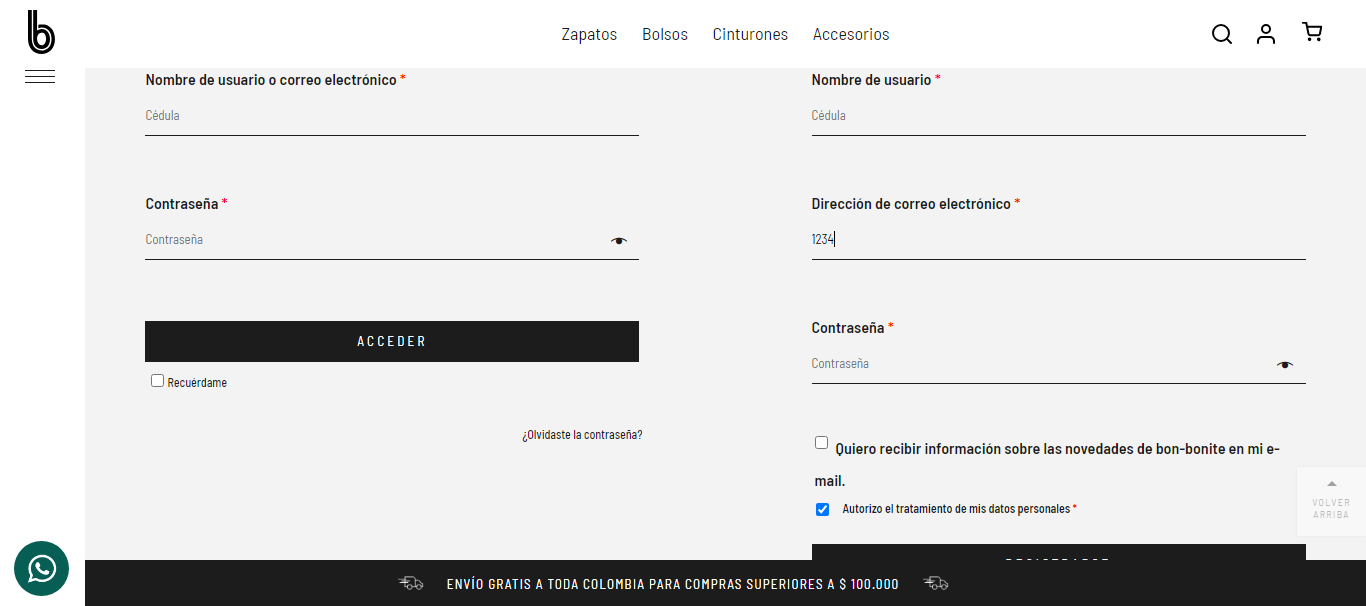 b
Zapatos Bolsos Cinturones Accesorios
Nombre de usuario o correo electrónico *
Cédula
Contraseña *
Contraseña
ACCEDER
Recuérdame
¿Olvidaste la contraseña?
Nombre de usuario *
Cédula
Dirección de correo electrónico *
1234
Contraseña *
Contraseña
Quiero recibir información sobre las novedades de bon-bonite en mi e-
mail.
Autorizo el tratamiento de mis datos personales *
VOLVER
ARRIBA
ENVÍO GRATIS A TODA COLOMBIA PARA COMPRAS SUPERIORES A $ 100.000